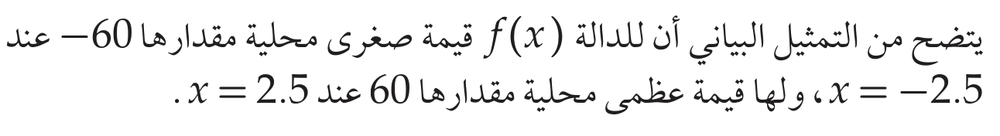 يتضح من التمثيل البياني أن للدالة f(x) قيمة صغرى محلية مقدارها −60 عند
x = −2.5، ولها قيمة عظمى محلية مقدارها 60 عند x = 2.5.